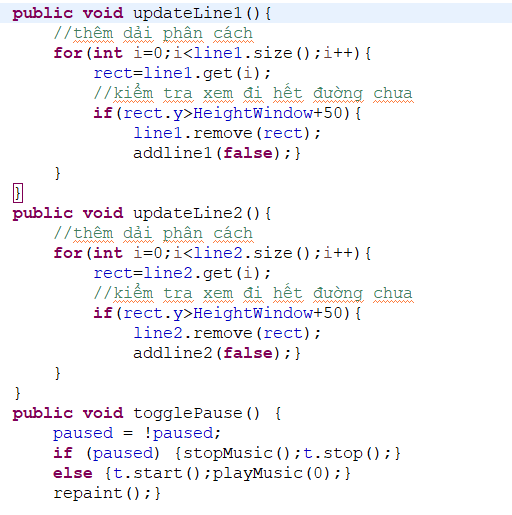 public void updateLine1(){
    //thêm dải phân cách
    for(int i=0;i<line1.size();i++){
        rect=line1.get(i);
        //kiểm tra xem đi hết đường chưa
        if(rect.y>HeightWindow+50){
            line1.remove(rect);
            addline1(false);}
    }
}
public void updateLine2(){
    //thêm dải phân cách
    for(int i=0;i<line2.size();i++){
        rect=line2.get(i);
        //kiểm tra xem đi hết đường chưa
        if(rect.y>HeightWindow+50){
            line2.remove(rect);
            addline2(false);}
    }
}
public void togglePause() {
    paused = !paused;
    if (paused) {stopMusic();t.stop();}
    else {t.start();playMusic(0);}
    repaint();}